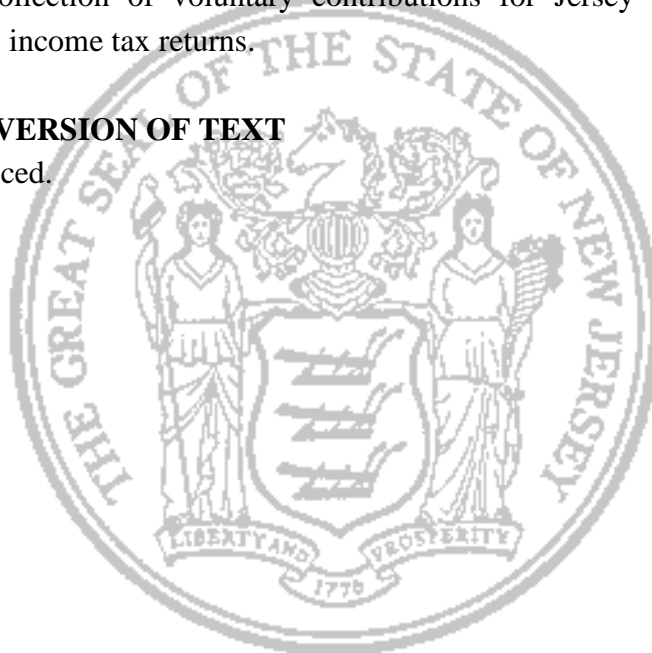 ollection of voluntary contributions for Jersey
income tax returns.
VERSION OF TEXT
ced.
THE GREAT SEAL OF THE STATE OF NEW JERSEY
LIBERTY AND PROSPERITY
1776